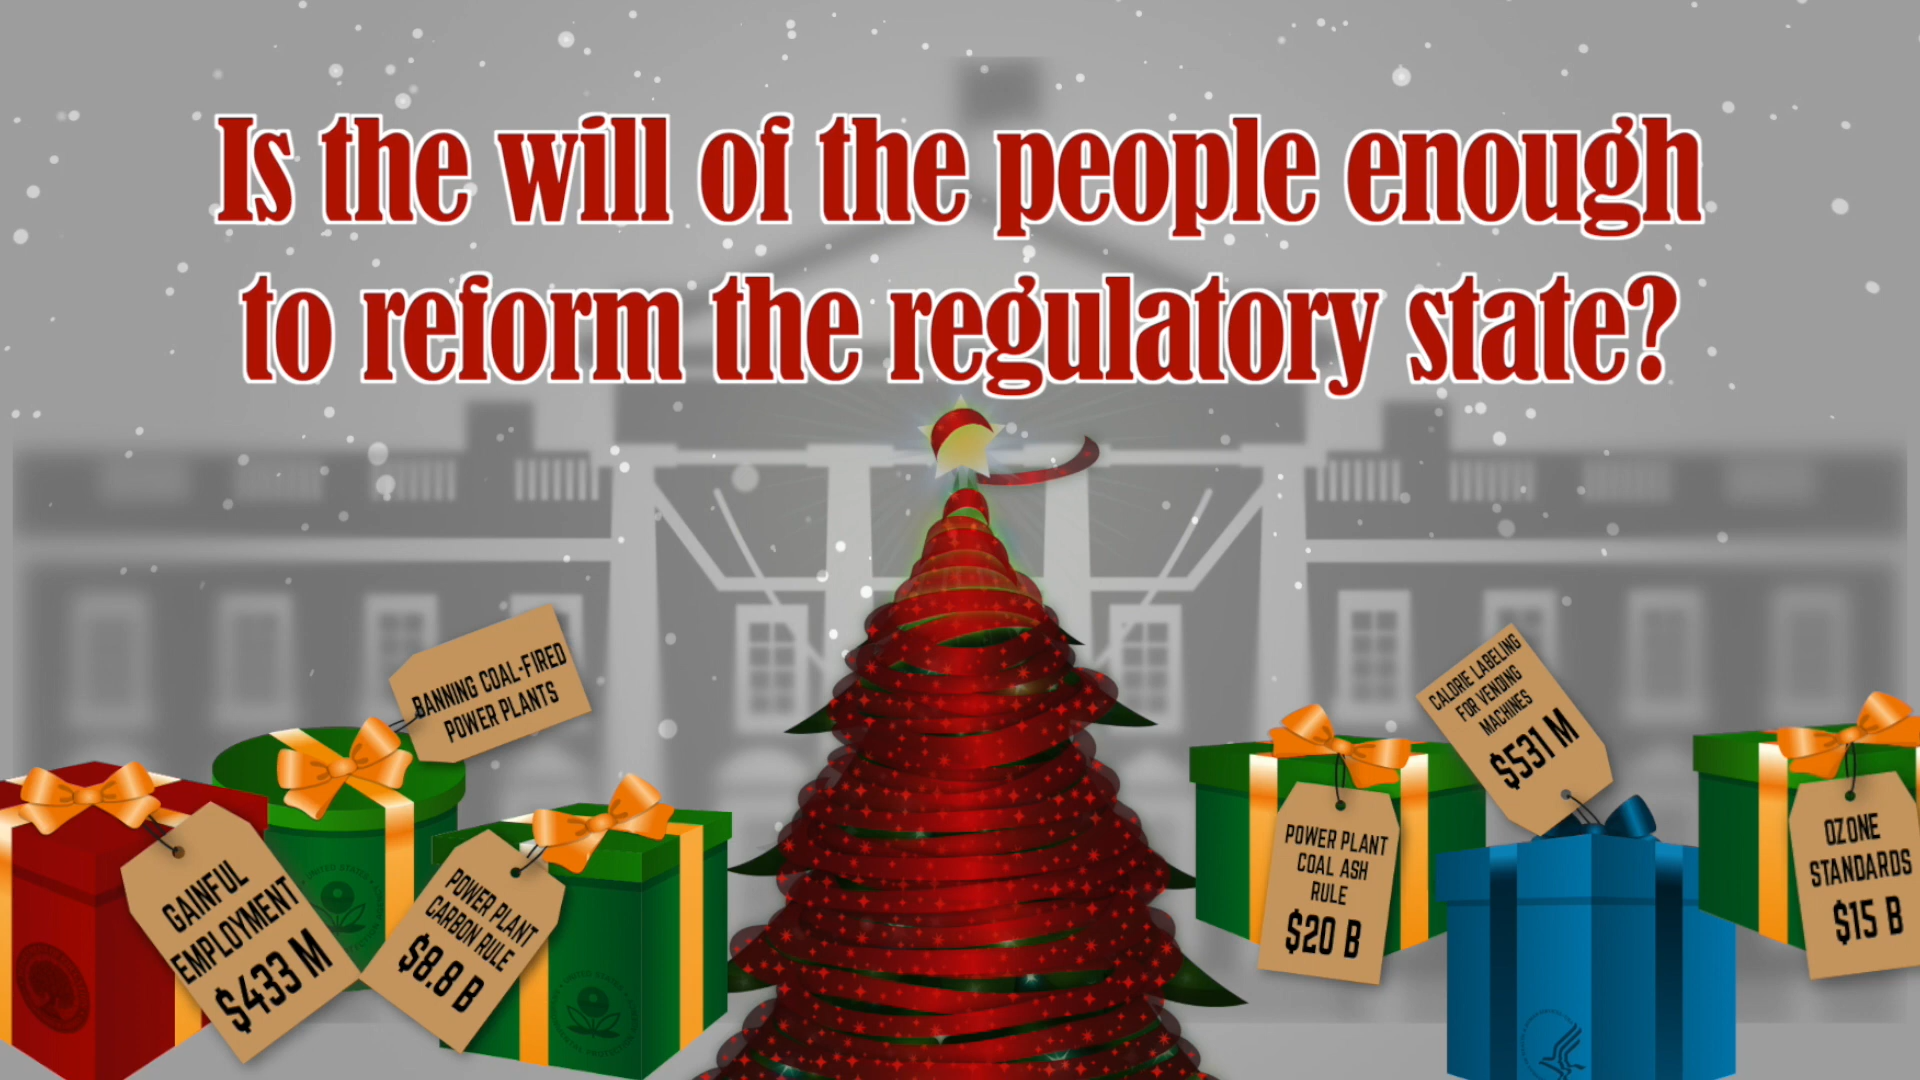 Is the will of the people enough
to reform the regulatory state?
BANNING COAL-FIRED
POWER PLANTS
GAINFUL
EMPLOYMENT
$433 M
POWER PLANT
CARBON RULE
$8.8 B
POWER PLANT
COAL ASH
RULE
$20 B
CALORIE LABELING
FOR VENDING
MACHINES
$531 M
OZONE
STANDARDS
$15 B
UNITED STATES